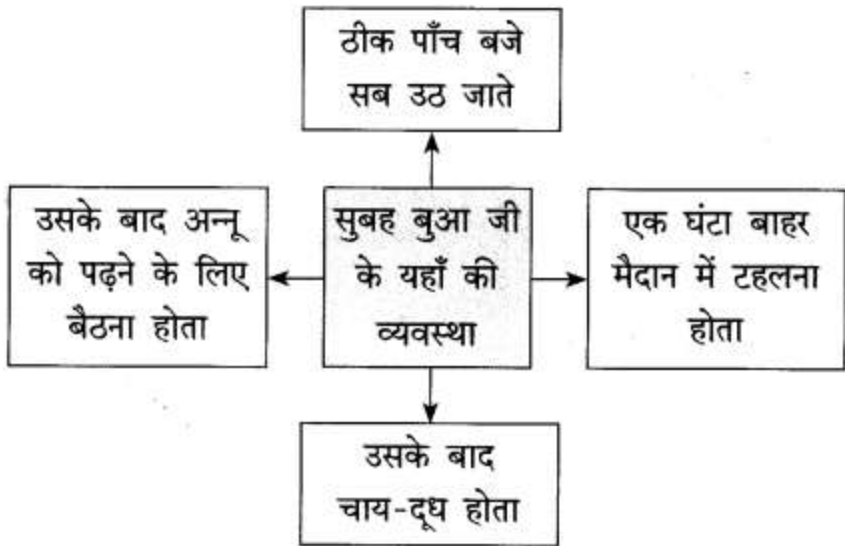 ठीक पाँच बजे
सब उठ जाते
उसके बाद अन्नू
को पढ़ने के लिए
बैठना होता
सुबह बुआ जी
के यहाँ की
व्यवस्था
एक घंटा बाहर
मैदान में टहलना
होता
उसके बाद
चाय-दूध होता